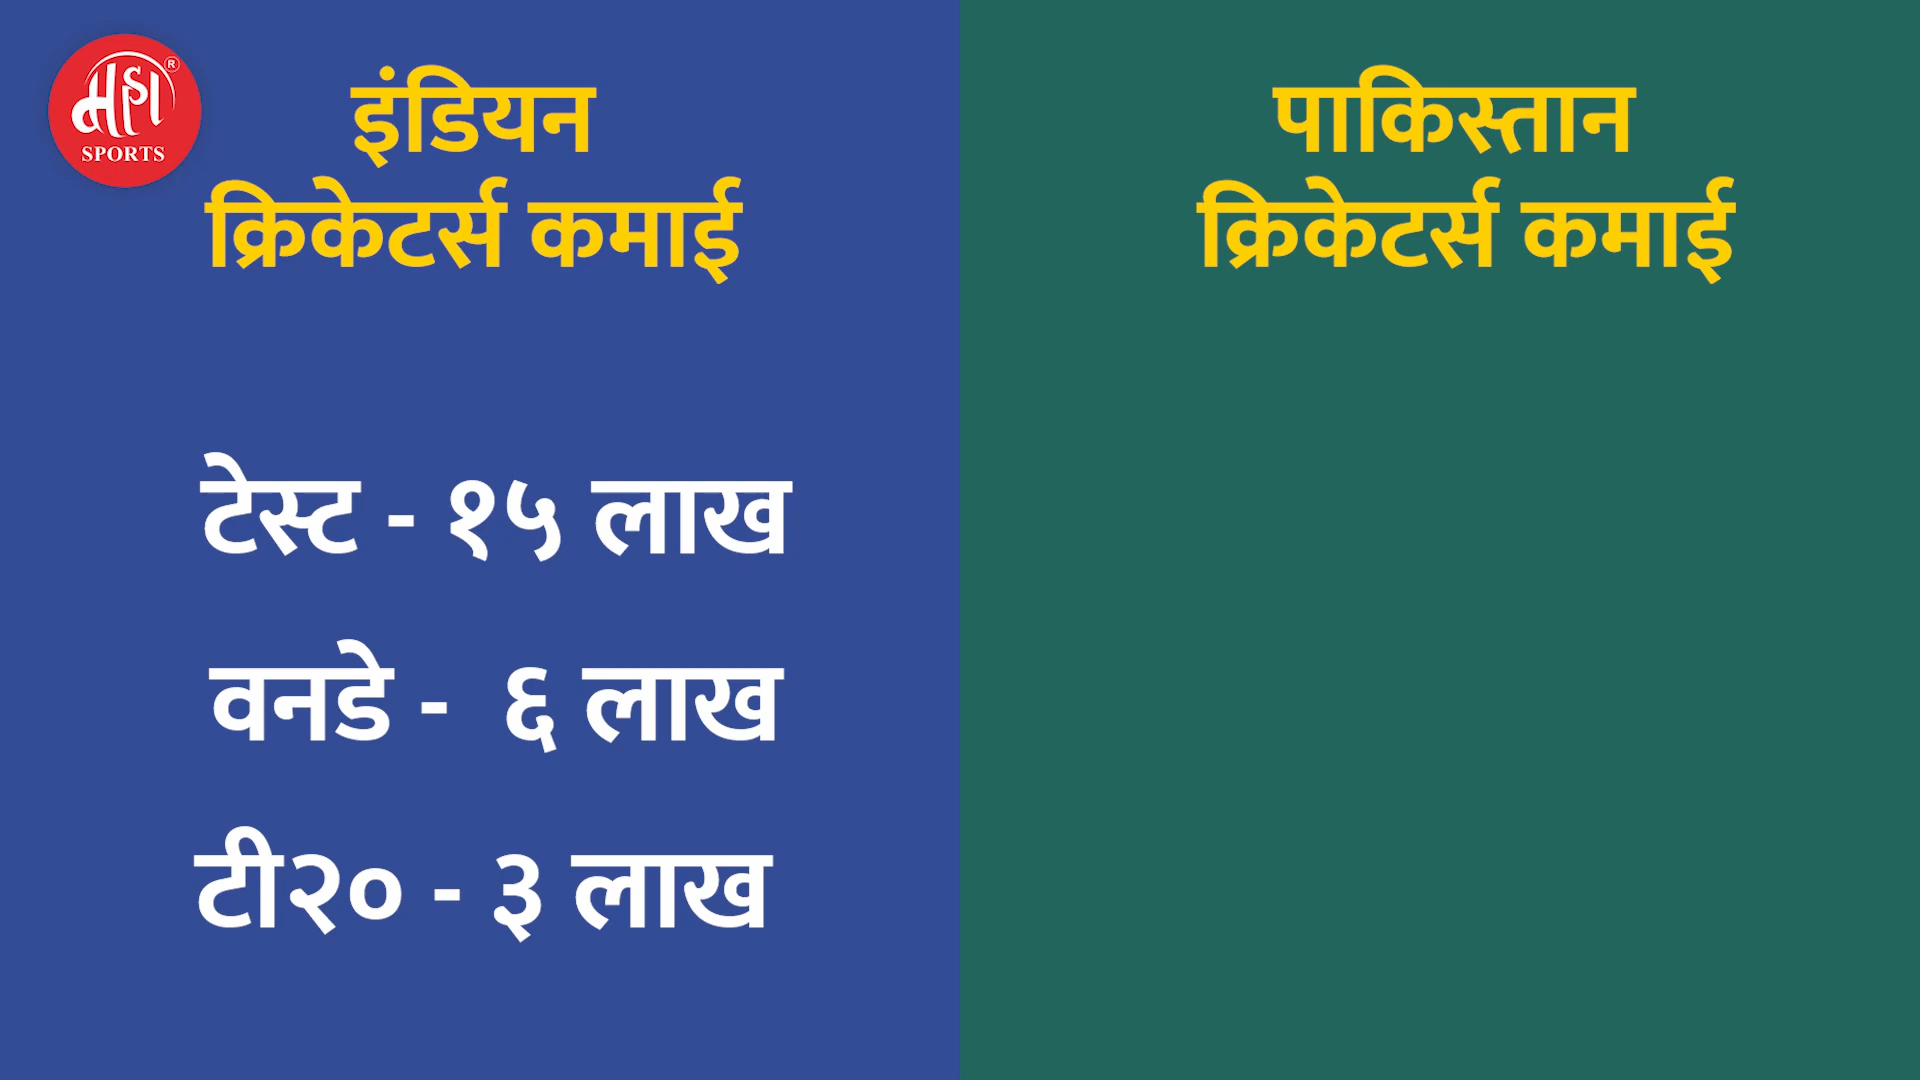 माझा
SPORTS
इंडियन
क्रिकेटर्स कमाई
टेस्ट - १५ लाख
वनडे - ६ लाख
टी२० - ३ लाख
पाकिस्तान
क्रिकेटर्स कमाई